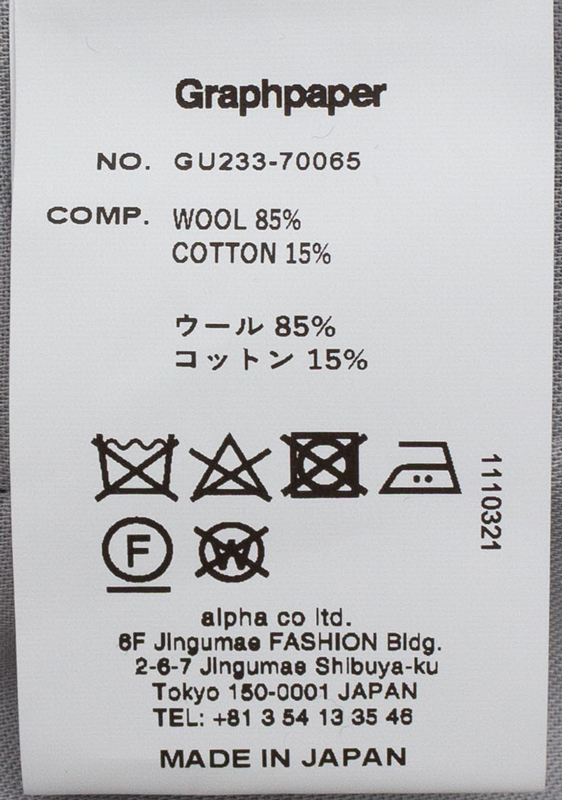 Graphpaper
NO. GU233-70065
COMP. WOOL 85%
COTTON 15%
ウール 85%
コットン 15%
1110321
F W
alpha co ltd.
6F Jingumae FASHION Bldg.
2-6-7 Jingumae Shibuya-ku
Tokyo 150-0001 JAPAN
TEL: +81 3 54 13 35 46
MADE IN JAPAN